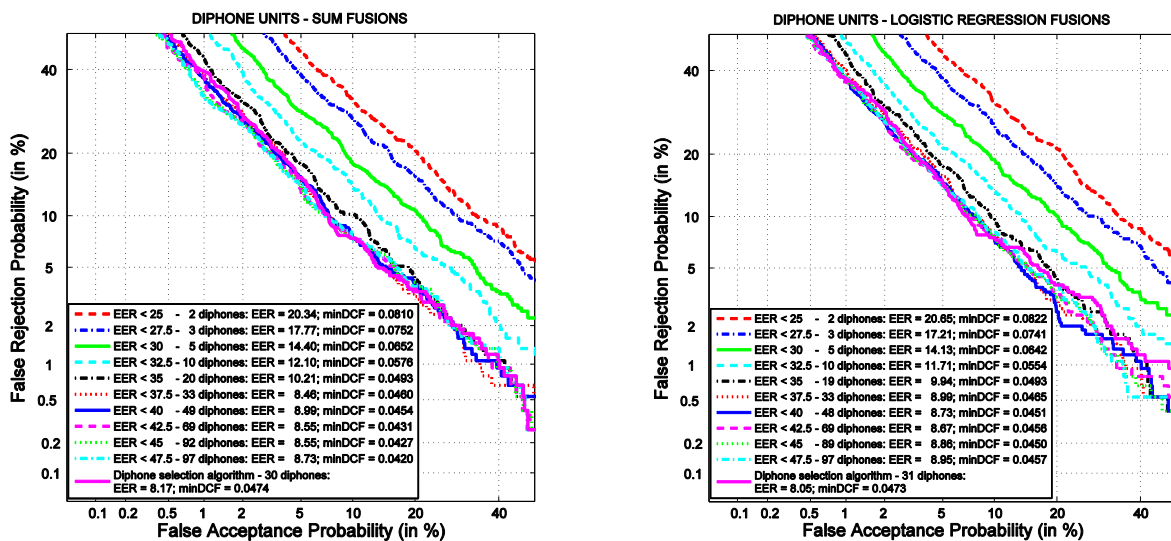 DIPHONE UNITS - SUM FUSIONS
False Rejection Probability (in %)
40
20
10
5
2
1
0.5
0.2
0.1
EER < 25 - 2 diphones: EER = 20.34; minDCF = 0.0810
EER < 27.5 - 3 diphones: EER = 17.77; minDCF = 0.0752
EER < 30 - 5 diphones: EER = 14.40; minDCF = 0.0652
EER < 32.5 - 10 diphones: EER = 12.10; minDCF = 0.0576
EER < 35 - 20 diphones: EER = 10.21; minDCF = 0.0493
EER < 37.5 - 33 diphones: EER = 8.46; minDCF = 0.0460
EER < 40 - 49 diphones: EER = 8.99; minDCF = 0.0454
EER < 42.5 - 69 diphones: EER = 8.55; minDCF = 0.0431
EER < 45 - 92 diphones: EER = 8.55; minDCF = 0.0427
EER < 47.5 - 97 diphones: EER = 8.73; minDCF = 0.0420
Diphone selection algorithm - 30 diphones:
EER = 8.17; minDCF = 0.0474
0.1 0.2 0.5 1 2 5 10 20 40
False Acceptance Probability (in %)
DIPHONE UNITS - LOGISTIC REGRESSION FUSIONS
False Rejection Probability (in %)
40
20
10
5
2
1
0.5
0.2
0.1
EER < 25 - 2 diphones: EER = 20.65; minDCF = 0.0822
EER < 27.5 - 3 diphones: EER = 17.21; minDCF = 0.0741
EER < 30 - 5 diphones: EER = 14.13; minDCF = 0.0642
EER < 32.5 - 10 diphones: EER = 11.71; minDCF = 0.0554
EER < 35 - 19 diphones: EER = 9.94; minDCF = 0.0493
EER < 37.5 - 33 diphones: EER = 8.99; minDCF = 0.0465
EER < 40 - 48 diphones: EER = 8.73; minDCF = 0.0451
EER < 42.5 - 69 diphones: EER = 8.67; minDCF = 0.0456
EER < 45 - 89 diphones: EER = 8.86; minDCF = 0.0450
EER < 47.5 - 97 diphones: EER = 8.95; minDCF = 0.0457
Diphone selection algorithm - 31 diphones:
EER = 8.05; minDCF = 0.0473
0.1 0.2 0.5 1 2 5 10 20 40
False Acceptance Probability (in %)